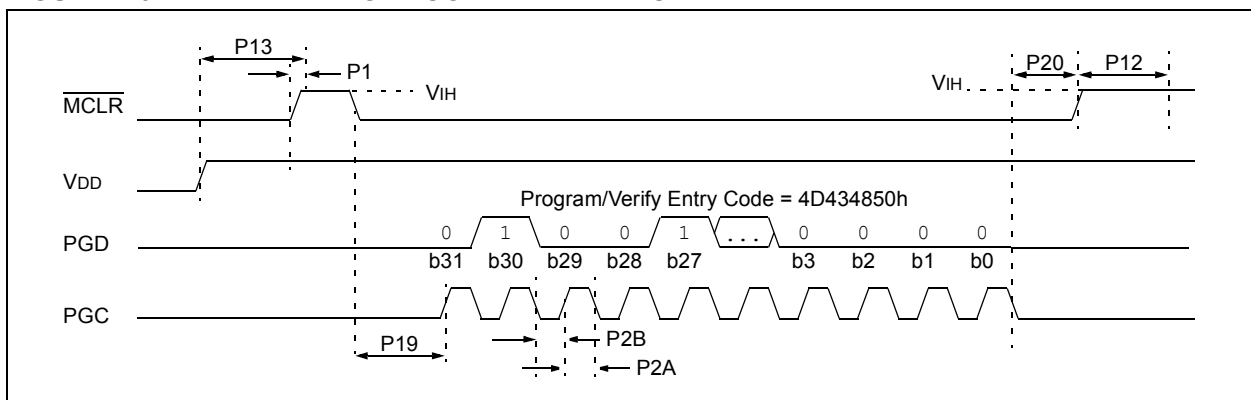 P13
P20
P12
P1
VIH
VIH
MCLR
VDD
Program/Verify Entry Code = 4D434850h
PGD
0 1 0 0 1 ... 0 0 0 0
b31 b30 b29 b28 b27 b3 b2 b1 b0
PGC
P19
P2B
P2A